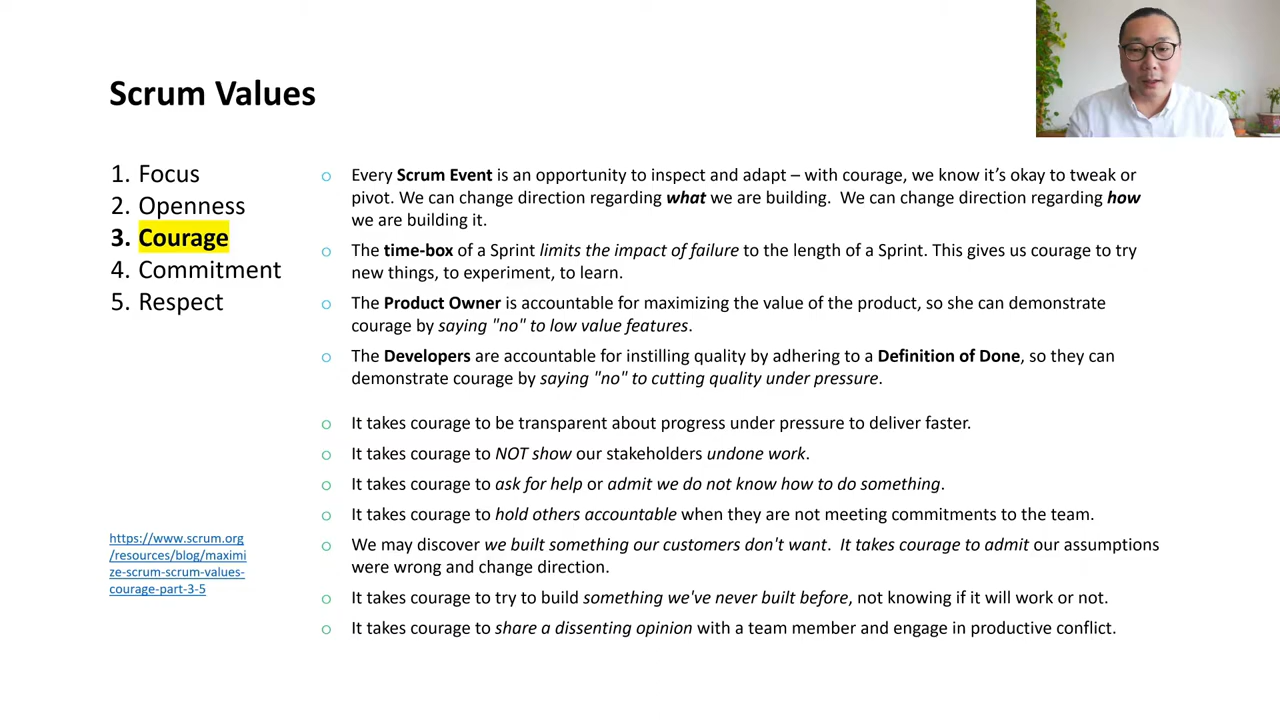 Scrum Values
1. Focus
2. Openness
3. Courage
4. Commitment
5. Respect
https://www.scrum.org
/resources/blog/maximi
ze-scrum-scrum-values-
courage-part-3-5
o Every Scrum Event is an opportunity to inspect and adapt – with courage, we know it’s okay to tweak or
pivot. We can change direction regarding what we are building. We can change direction regarding how
we are building it.
o The time-box of a Sprint limits the impact of failure to the length of a Sprint. This gives us courage to try
new things, to experiment, to learn.
o The Product Owner is accountable for maximizing the value of the product, so she can demonstrate
courage by saying "no" to low value features.
o The Developers are accountable for instilling quality by adhering to a Definition of Done, so they can
demonstrate courage by saying "no" to cutting quality under pressure.
o It takes courage to be transparent about progress under pressure to deliver faster.
o It takes courage to NOT show our stakeholders undone work.
o It takes courage to ask for help or admit we do not know how to do something.
o It takes courage to hold others accountable when they are not meeting commitments to the team.
o We may discover we built something our customers don't want. It takes courage to admit our assumptions
were wrong and change direction.
o It takes courage to try to build something we've never built before, not knowing if it will work or not.
o It takes courage to share a dissenting opinion with a team member and engage in productive conflict.